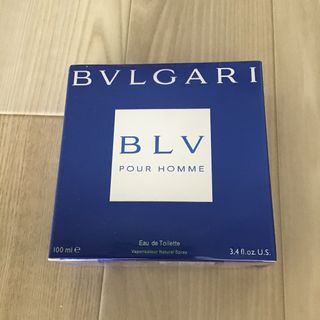 BVLGARI
BLV
POUR HOMME
Eau de Toilette
100 ml ℮ Vaporisateur Natural Spray 3.4 fl.oz. U.S.